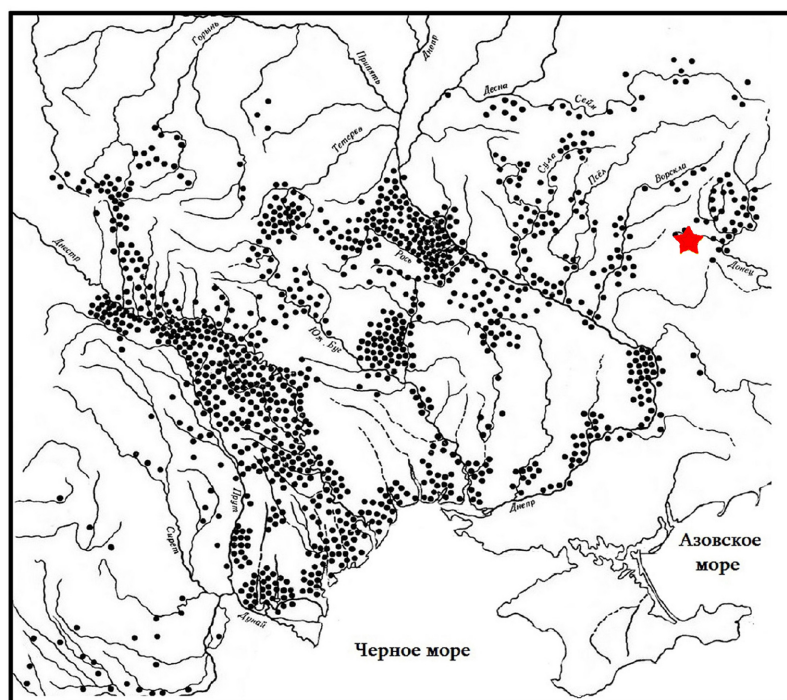 Горынь
Припять
Днепр
Десна
Сейм
Тетерев
Сула
Псёл
Ворскла
Днестр
Рось
Донец
Юж. Буг
Прут
Сирет
Днепр
Азовское
море
Дунай
Черное море